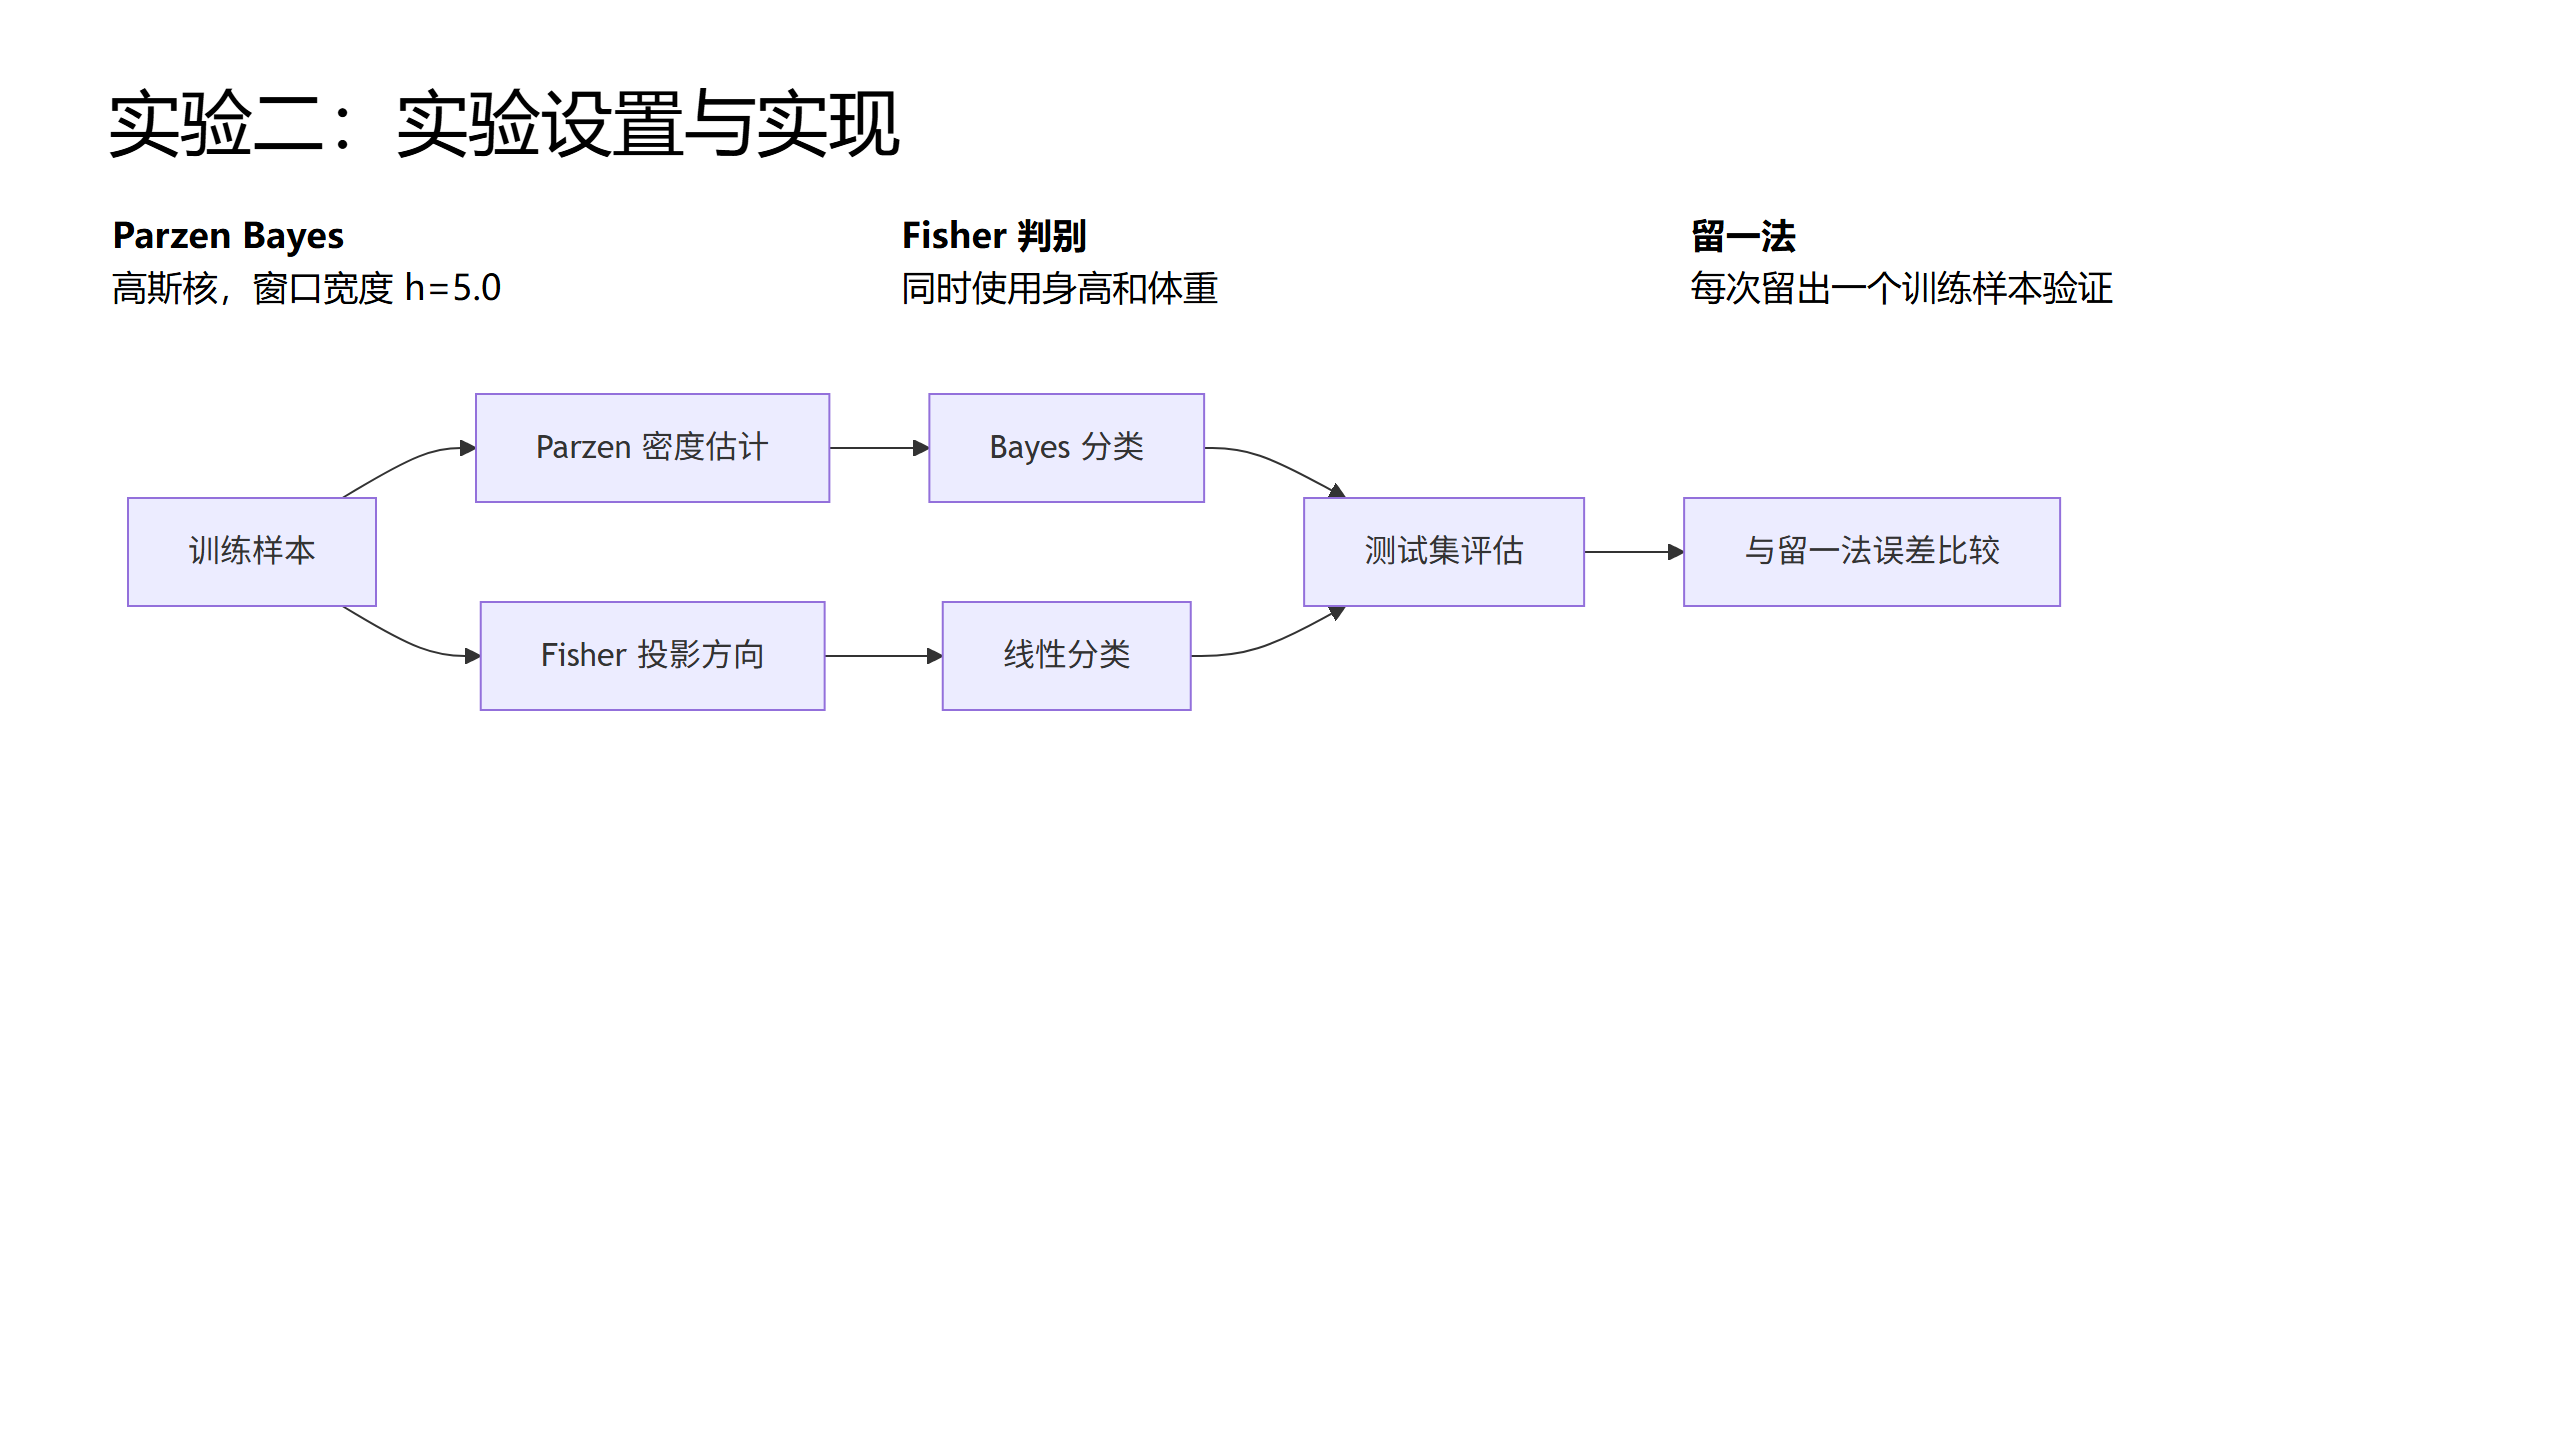 实验二：实验设置与实现
Parzen Bayes
高斯核，窗口宽度 h=5.0
Fisher 判别
同时使用身高和体重
留一法
每次留出一个训练样本验证
训练样本
Parzen 密度估计
Bayes 分类
Fisher 投影方向
线性分类
测试集评估
与留一法误差比较